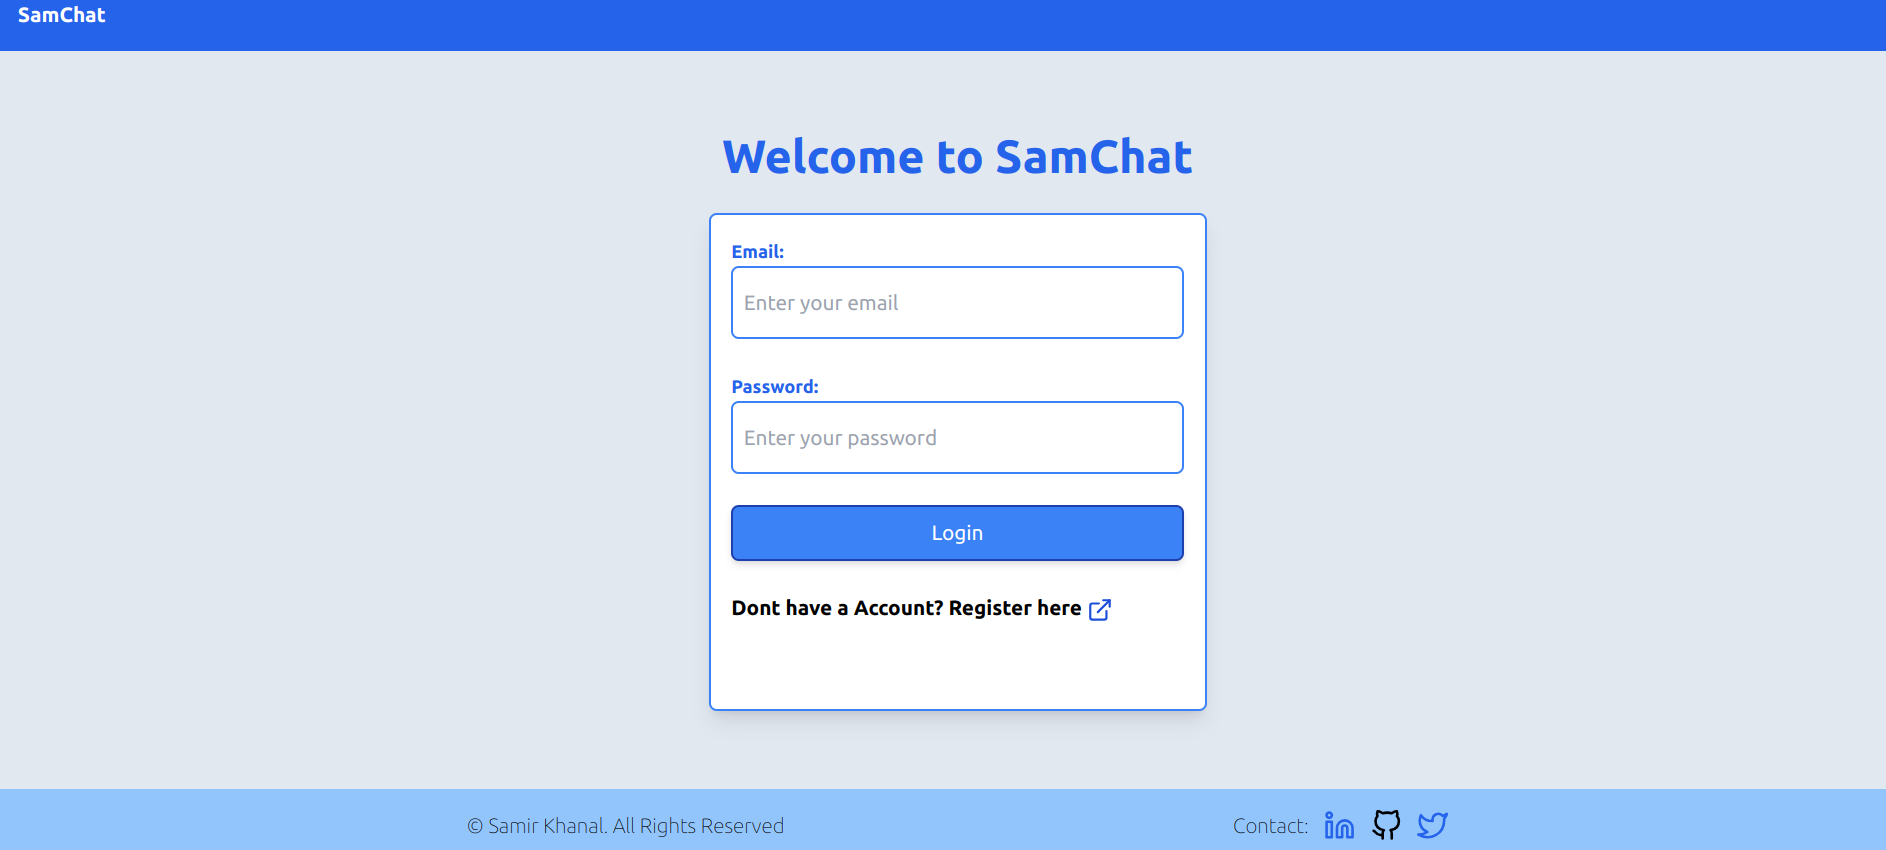 SamChat
Welcome to SamChat
Email:
Enter your email
Password:
Enter your password
Login
Dont have a Account? Register here
© Samir Khanal. All Rights Reserved
Contact: